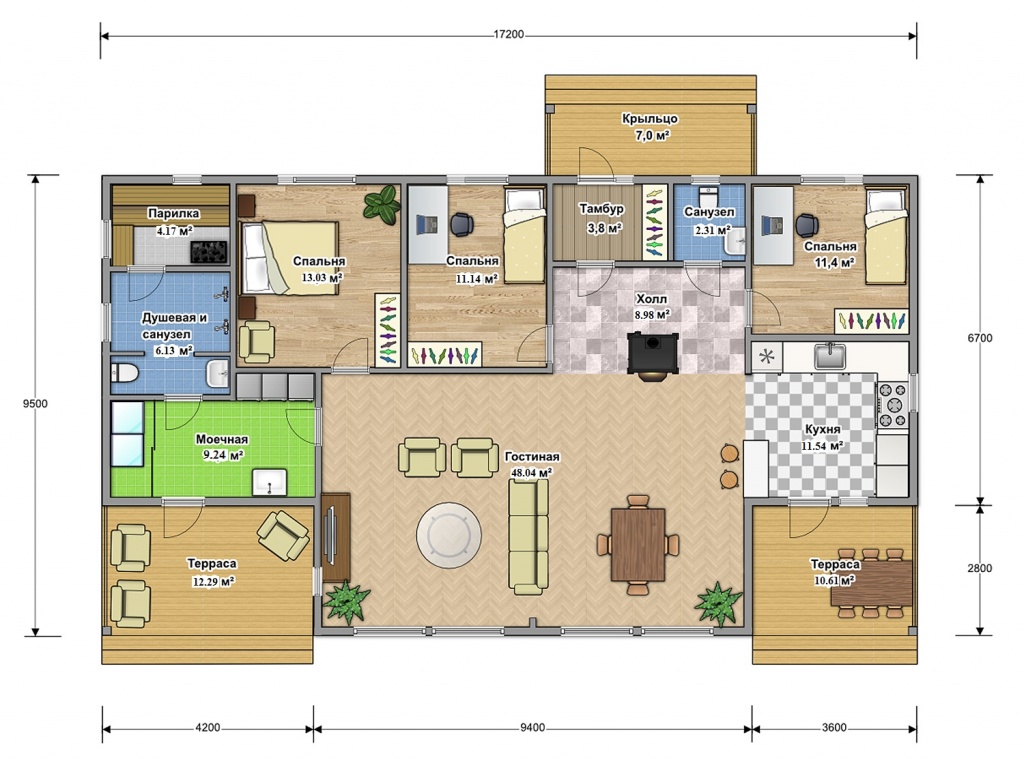 17200
Крыльцо
7,0 м²
Парилка
4.17 м²
Тамбур
3,8 м²
Санузел
2.31 м²
Спальня
13.03 м²
Спальня
11.14 м²
Спальня
11,4 м²
Холл
8.98 м²
Душевая и
санузел
6.13 м²
6700
9500
Моечная
9.24 м²
Кухня
11.54 м²
Гостиная
48.04 м²
Терраса
12.29 м²
Терраса
10.61 м²
2800
4200
9400
3600